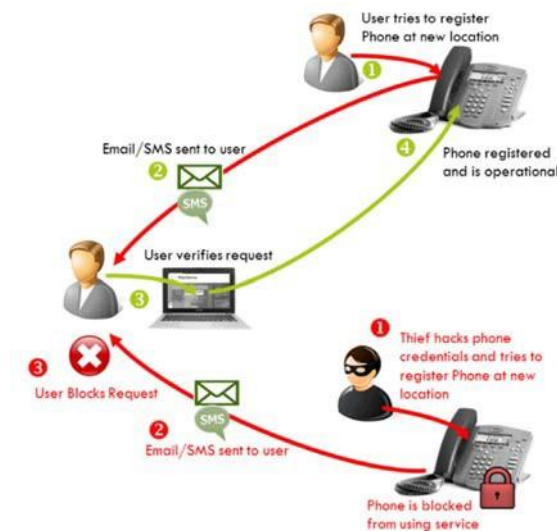 User tries to register
Phone at new location
1
Email/SMS sent to user
2
SMS
4
Phone registered
and is operational
User verifies request
3
1
Thief hacks phone
credentials and tries to
register Phone at new
location
3
User Blocks Request
SMS
2
Email/SMS sent to user
Phone is blocked
from using service